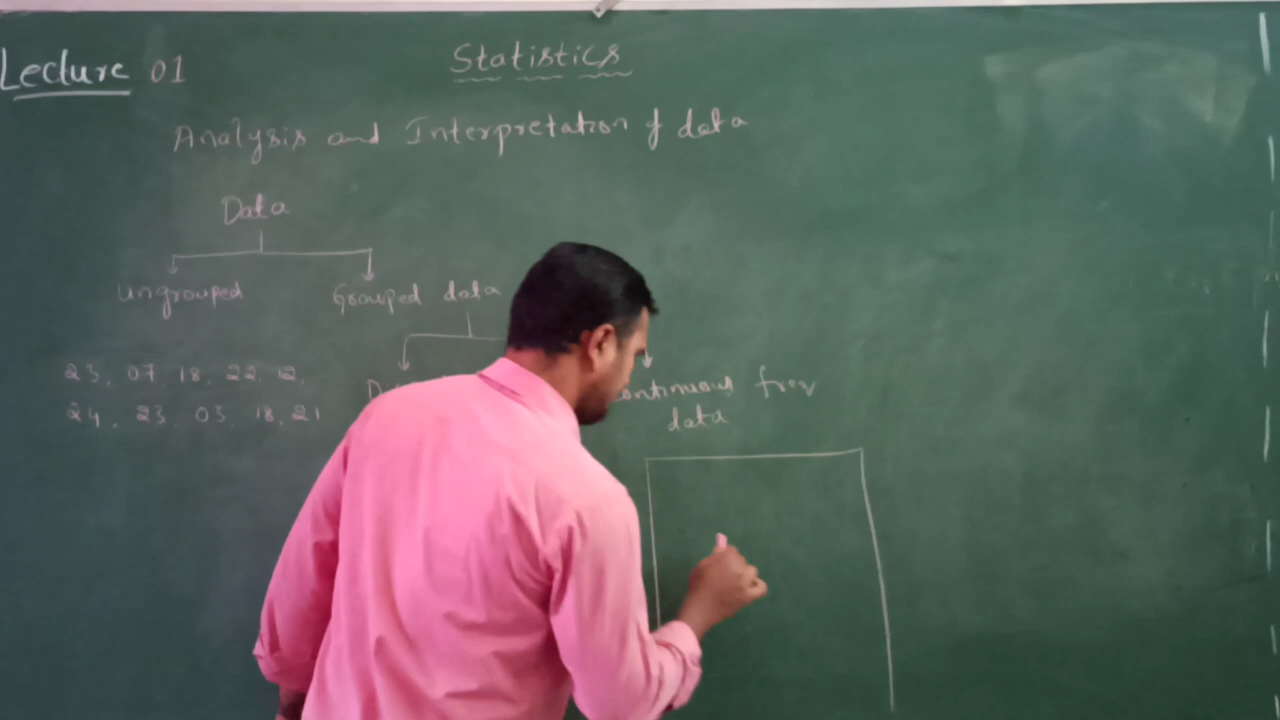 Lecture 01
Statistics
Analysis and Interpretation of data
Data
ungrouped
Grouped data
23, 07, 18, 22, 12,
24, 23, 03, 18, 21
ontinuous freq
data